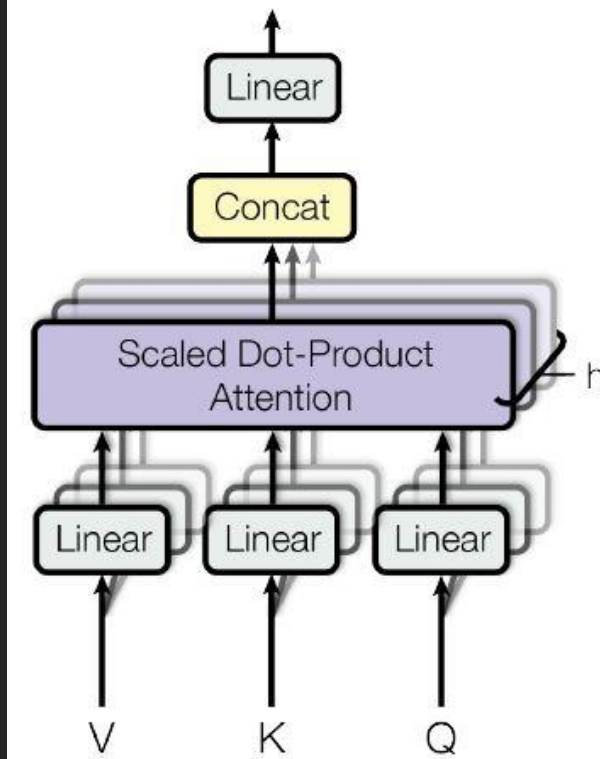 Linear
Concat
Scaled Dot-Product
Attention
h
Linear
Linear
Linear
V
K
Q